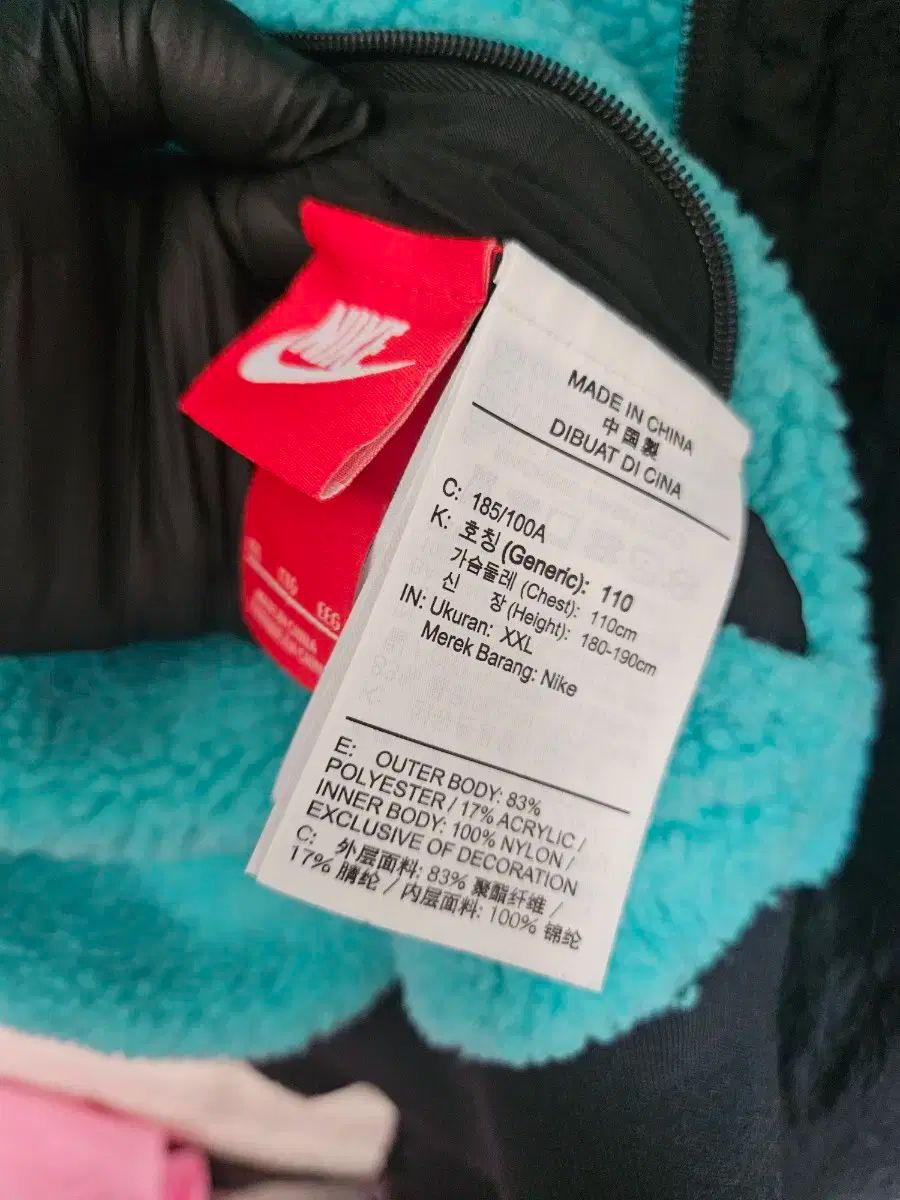 NIKE
MADE IN CHINA
中国製
DIBUAT DI CINA
C: 185/100A
K: 호칭 (Generic): 110
가슴둘레 (Chest): 110cm
신 장 (Height): 180-190cm
IN: Ukuran: XXL
Merek Barang: Nike
E: OUTER BODY: 83%
POLYESTER / 17% ACRYLIC /
INNER BODY: 100% NYLON /
EXCLUSIVE OF DECORATION
C: 外层面料: 83% 聚酯纤维 /
17% 腈纶 / 内层面料: 100% 锦纶